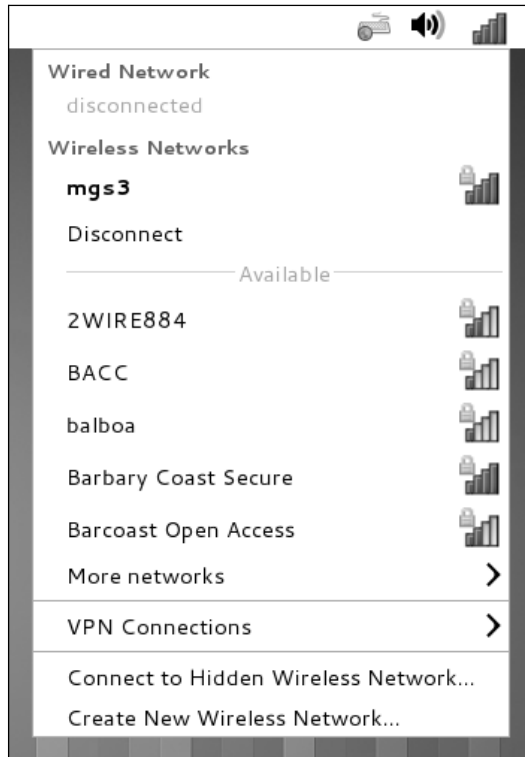 Wired Network
disconnected
Wireless Networks
mgs3
Disconnect
Available
2WIRE884
BACC
balboa
Barbary Coast Secure
Barcoast Open Access
More networks
VPN Connections
Connect to Hidden Wireless Network...
Create New Wireless Network...